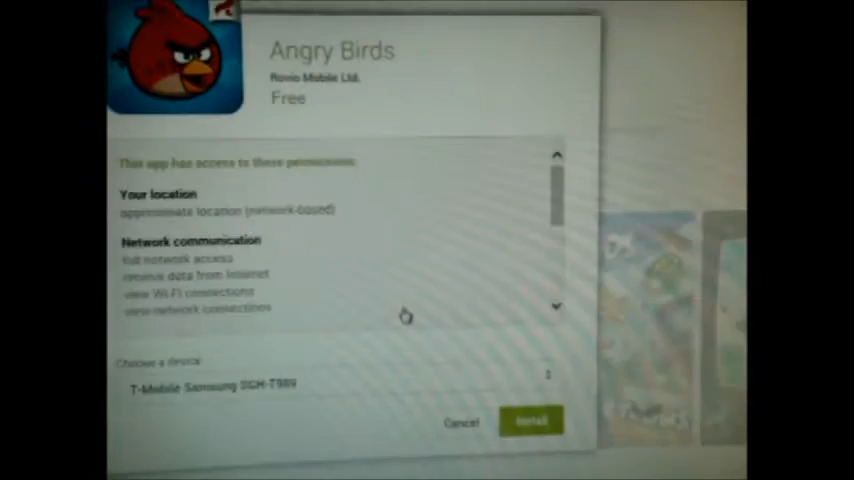 Angry Birds
Rovio Mobile Ltd.
Free
This app has access to these permissions:
Your location
approximate location (network-based)
Network communication
full network access
receive data from Internet
view Wi-Fi connections
view network connections
Choose a device
T-Mobile Samsung SGH-T989
Cancel
Install